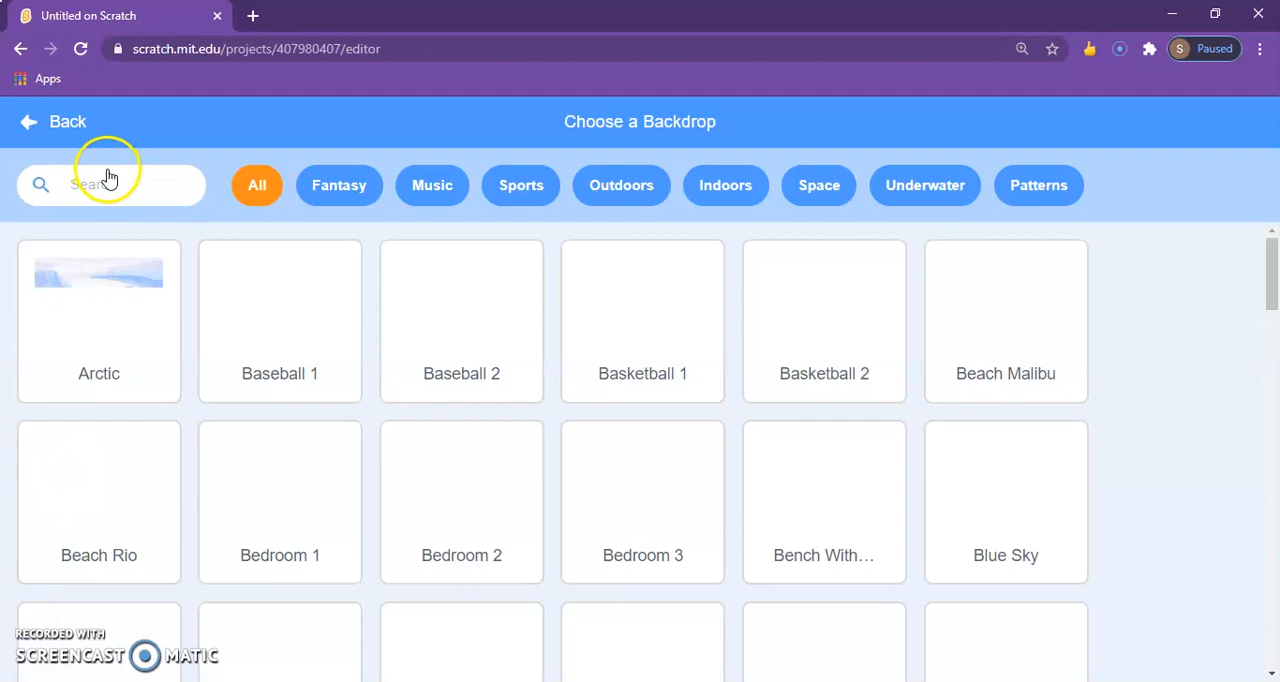 Untitled on Scratch
scratch.mit.edu/projects/407980407/editor
S Paused
Apps
Back
Choose a Backdrop
Search
All
Fantasy
Music
Sports
Outdoors
Indoors
Space
Underwater
Patterns
Arctic
Baseball 1
Baseball 2
Basketball 1
Basketball 2
Beach Malibu
Beach Rio
Bedroom 1
Bedroom 2
Bedroom 3
Bench With…
Blue Sky
RECORDED WITH
SCREENCAST MATIC